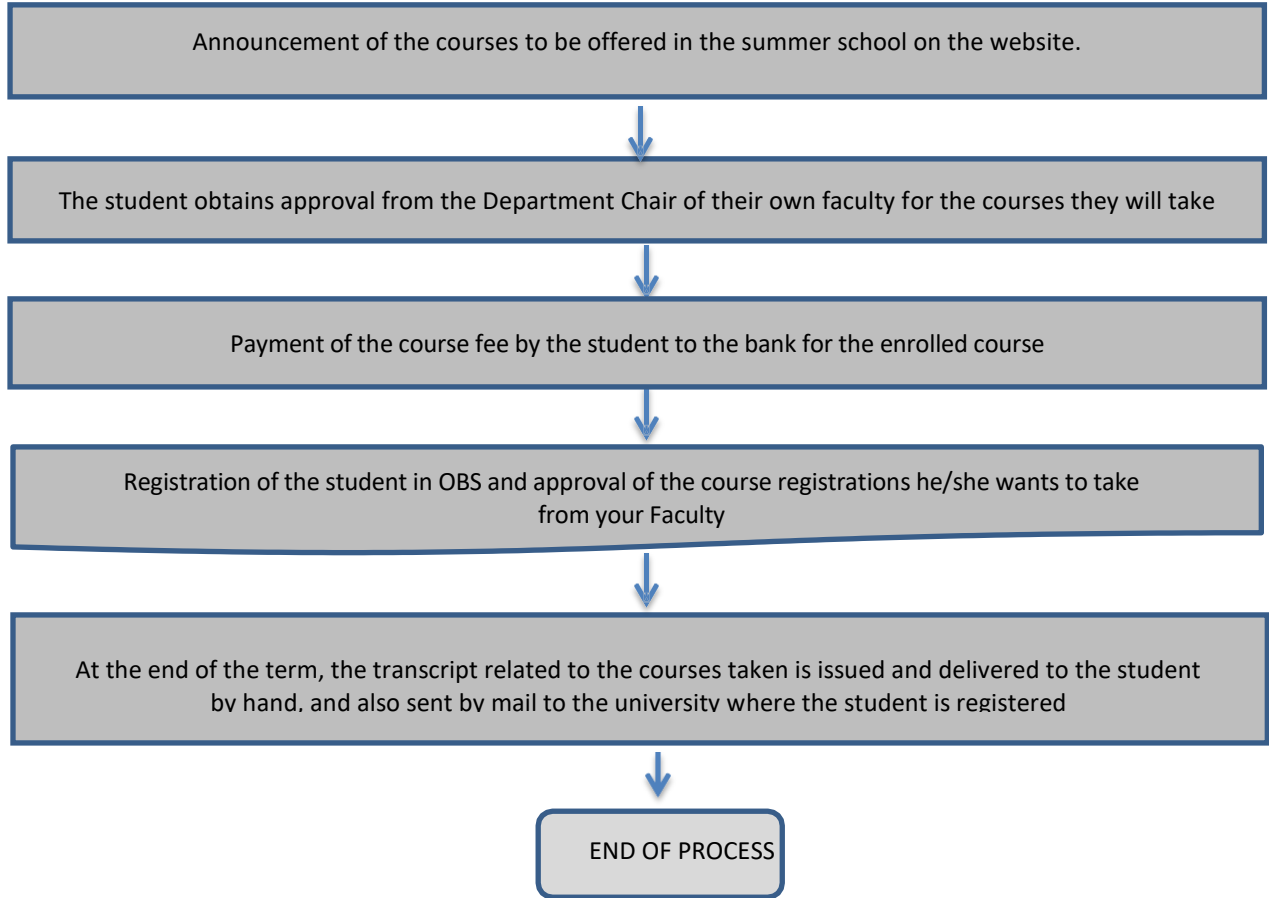 Announcement of the courses to be offered in the summer school on the website.
The student obtains approval from the Department Chair of their own faculty for the courses they will take
Payment of the course fee by the student to the bank for the enrolled course
Registration of the student in OBS and approval of the course registrations he/she wants to take
from your Faculty
At the end of the term, the transcript related to the courses taken is issued and delivered to the student
by hand, and also sent by mail to the university where the student is registered
END OF PROCESS